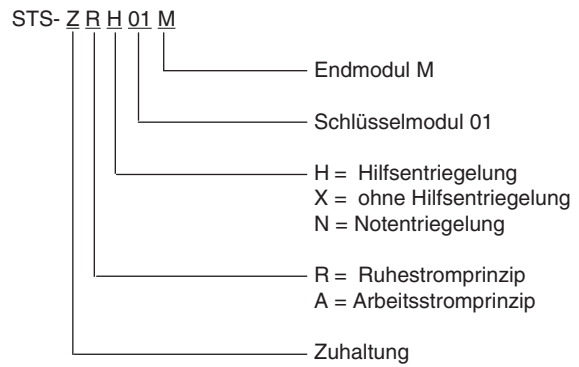 STS- Z R H 01 M
Endmodul M
Schlüsselmodul 01
H = Hilfsentriegelung
X = ohne Hilfsentriegelung
N = Notentriegelung
R = Ruhestromprinzip
A = Arbeitsstromprinzip
Zuhaltung